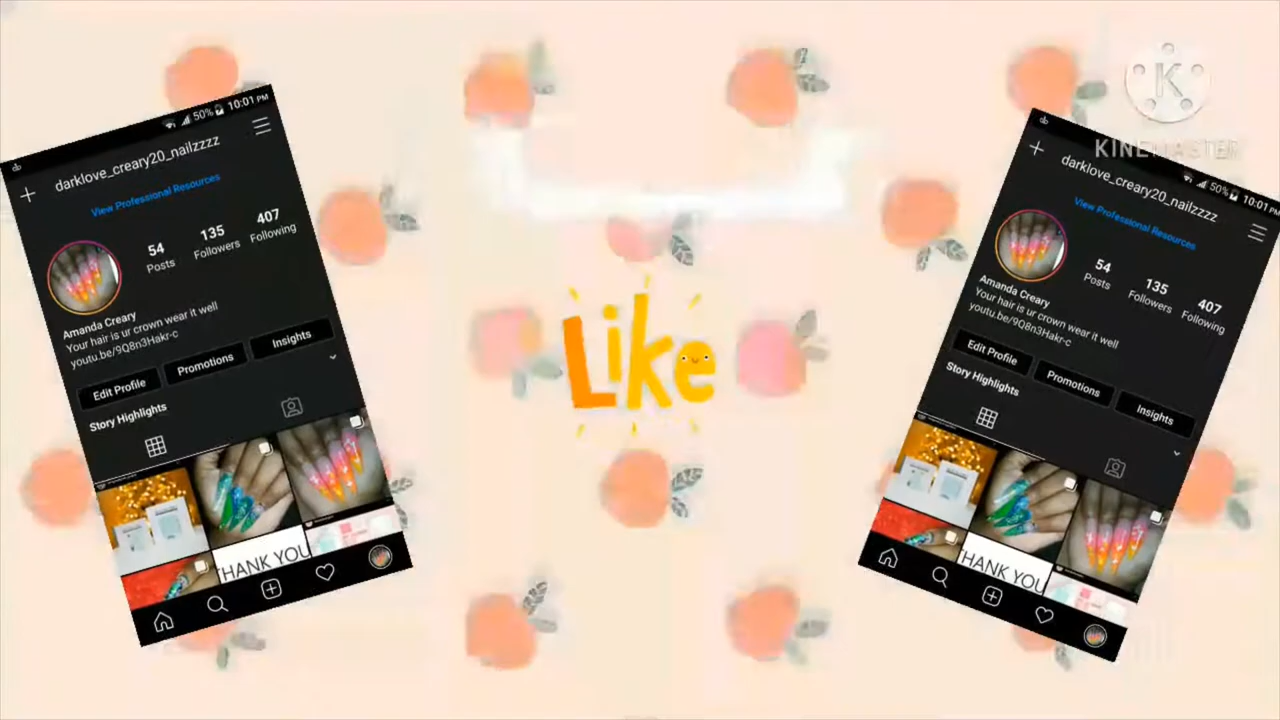 50% 10:01 PM
darklove_creary20_nailzzzz
View Professional Resources
54 135 407
Posts Followers Following
Amanda Creary
Your hair is ur crown wear it well
youtu.be/9Q8n3Hakr-c
Edit Profile Promotions Insights
Story Highlights
THANK YOU
Like
KINEMASTER
50% 10:01 PM
darklove_creary20_nailzzzz
View Professional Resources
54 135 407
Posts Followers Following
Amanda Creary
Your hair is ur crown wear it well
youtu.be/9Q8n3Hakr-c
Edit Profile Promotions Insights
Story Highlights
THANK YOU